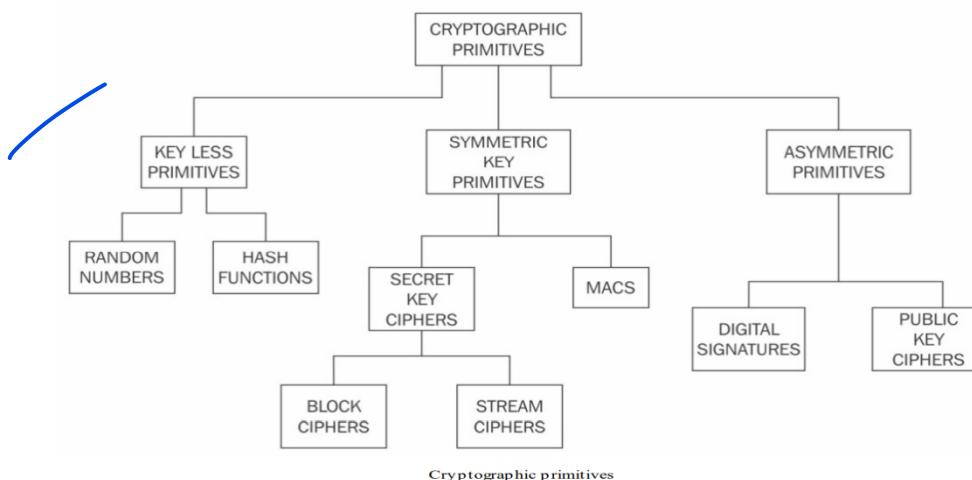 CRYPTOGRAPHIC
PRIMITIVES
KEY LESS
PRIMITIVES
SYMMETRIC
KEY
PRIMITIVES
ASYMMETRIC
PRIMITIVES
RANDOM
NUMBERS
HASH
FUNCTIONS
SECRET
KEY
CIPHERS
MACS
DIGITAL
SIGNATURES
PUBLIC
KEY
CIPHERS
BLOCK
CIPHERS
STREAM
CIPHERS
Cryptographic primitives